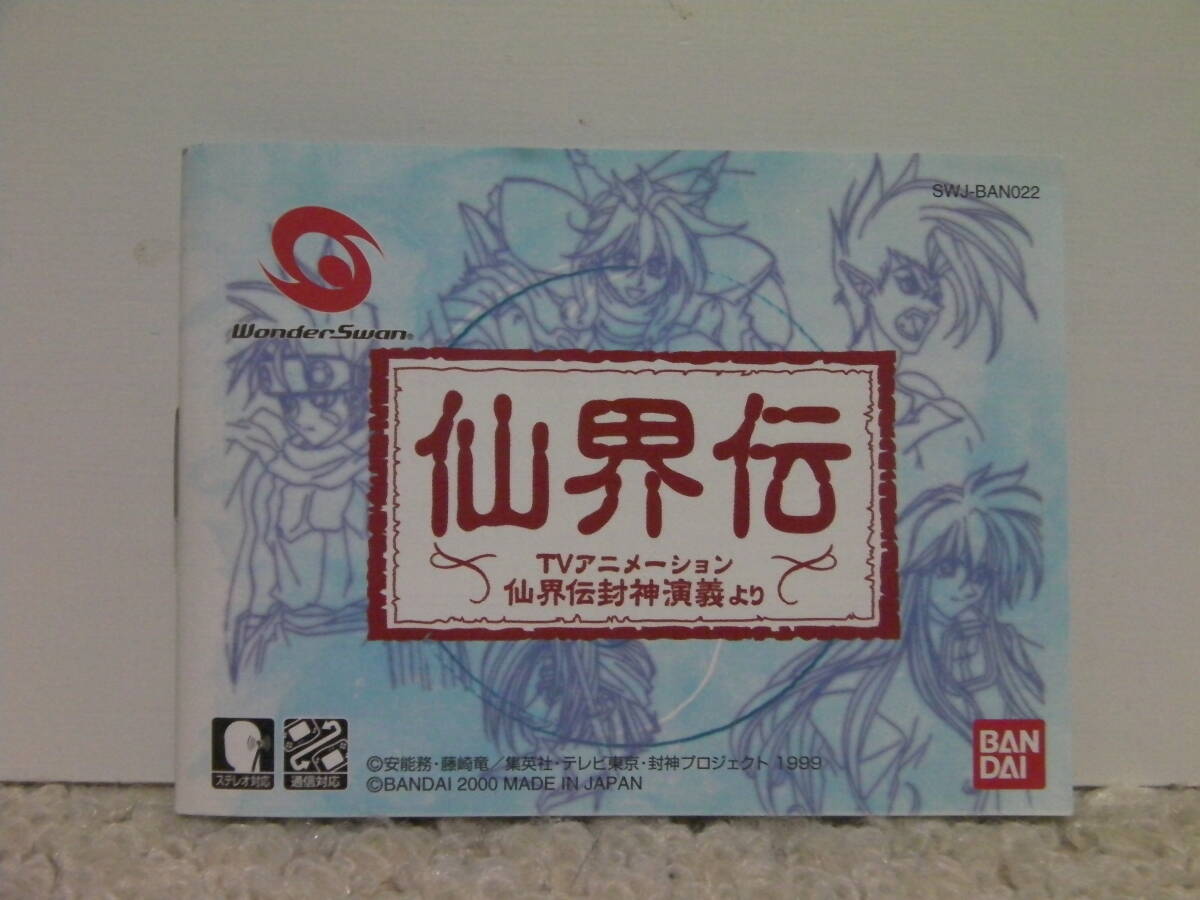 SWJ-BAN022
WonderSwan®
仙界伝
TVアニメーション
仙界伝封神演義より
ステレオ対応
通信対応
©安能務・藤崎竜／集英社・テレビ東京・封神プロジェクト 1999
©BANDAI 2000 MADE IN JAPAN
BAN
DAI